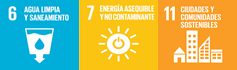 6 AGUA LIMPIA
Y SANEAMIENTO
7 ENERGÍA ASEQUIBLE
Y NO CONTAMINANTE
11 CIUDADES Y
COMUNIDADES
SOSTENIBLES